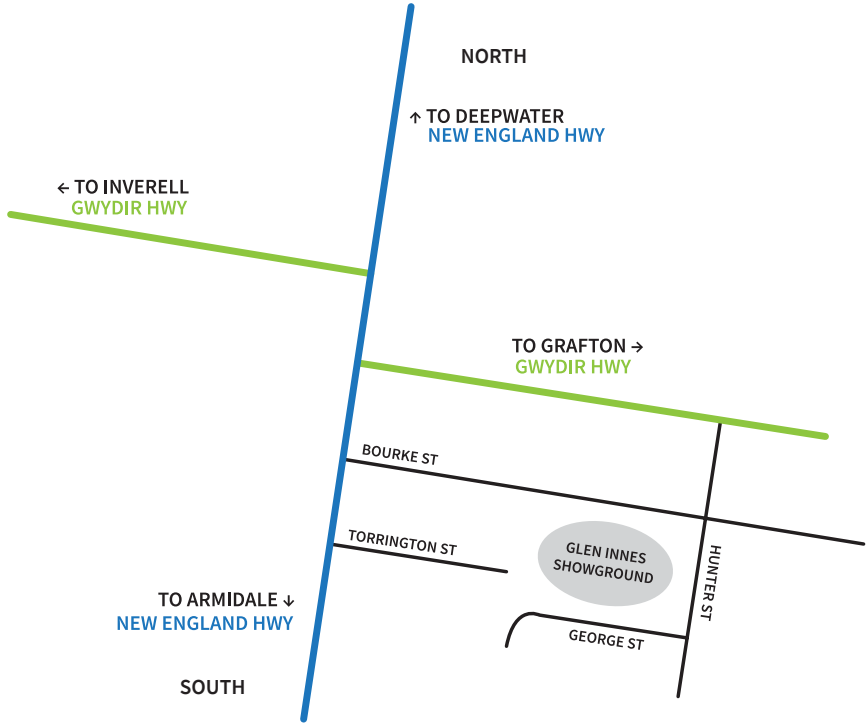 NORTH
↑ TO DEEPWATER
NEW ENGLAND HWY
← TO INVERELL
GWYDIR HWY
TO GRAFTON →
GWYDIR HWY
BOURKE ST
TORRINGTON ST
GLEN INNES
SHOWGROUND
HUNTER ST
TO ARMIDALE ↓
NEW ENGLAND HWY
GEORGE ST
SOUTH